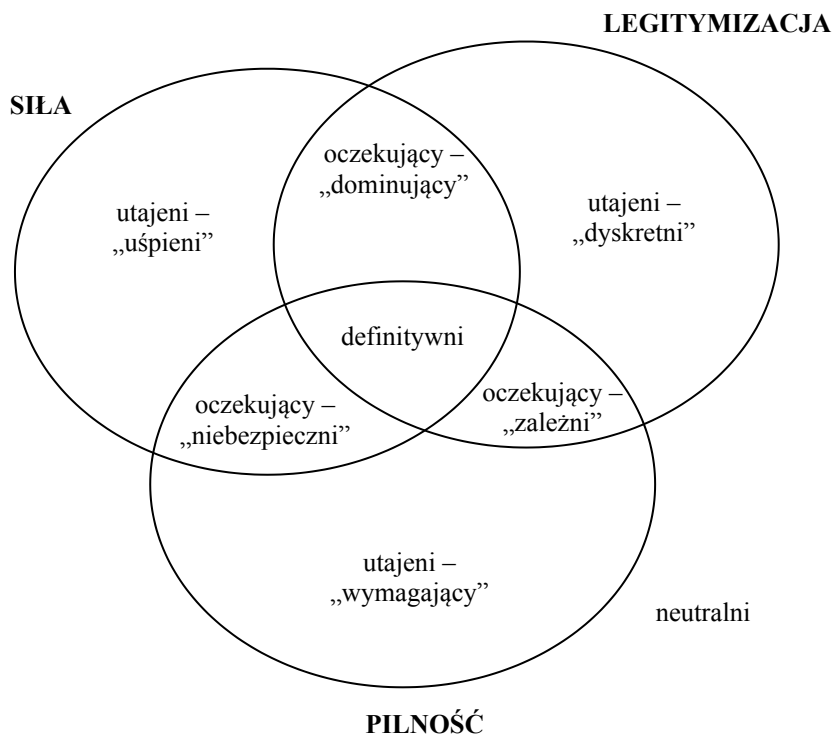 LEGITYMIZACJA
SIŁA
oczekujący –
„dominujący”
utajeni –
„uśpieni”
utajeni –
„dyskretni”
definitywni
oczekujący –
„niebezpieczni”
oczekujący –
„zależni”
utajeni –
„wymagający”
neutralni
PILNOŚĆ